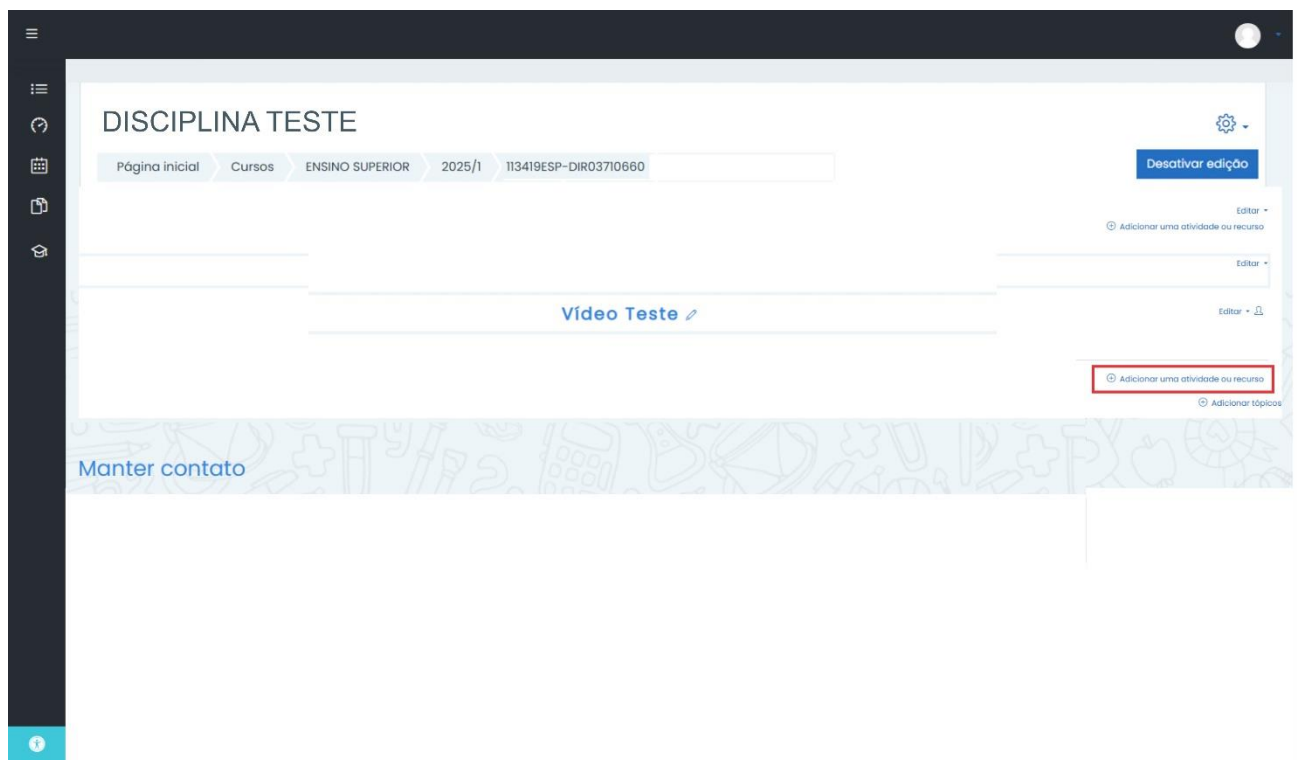 DISCIPLINA TESTE
Página inicial Cursos ENSINO SUPERIOR 2025/1 113419ESP-DIR03710660
Desativar edição
Editar
Adicionar uma atividade ou recurso
Editar
Vídeo Teste
Editar
Adicionar uma atividade ou recurso
Adicionar tópicos
Manter contato